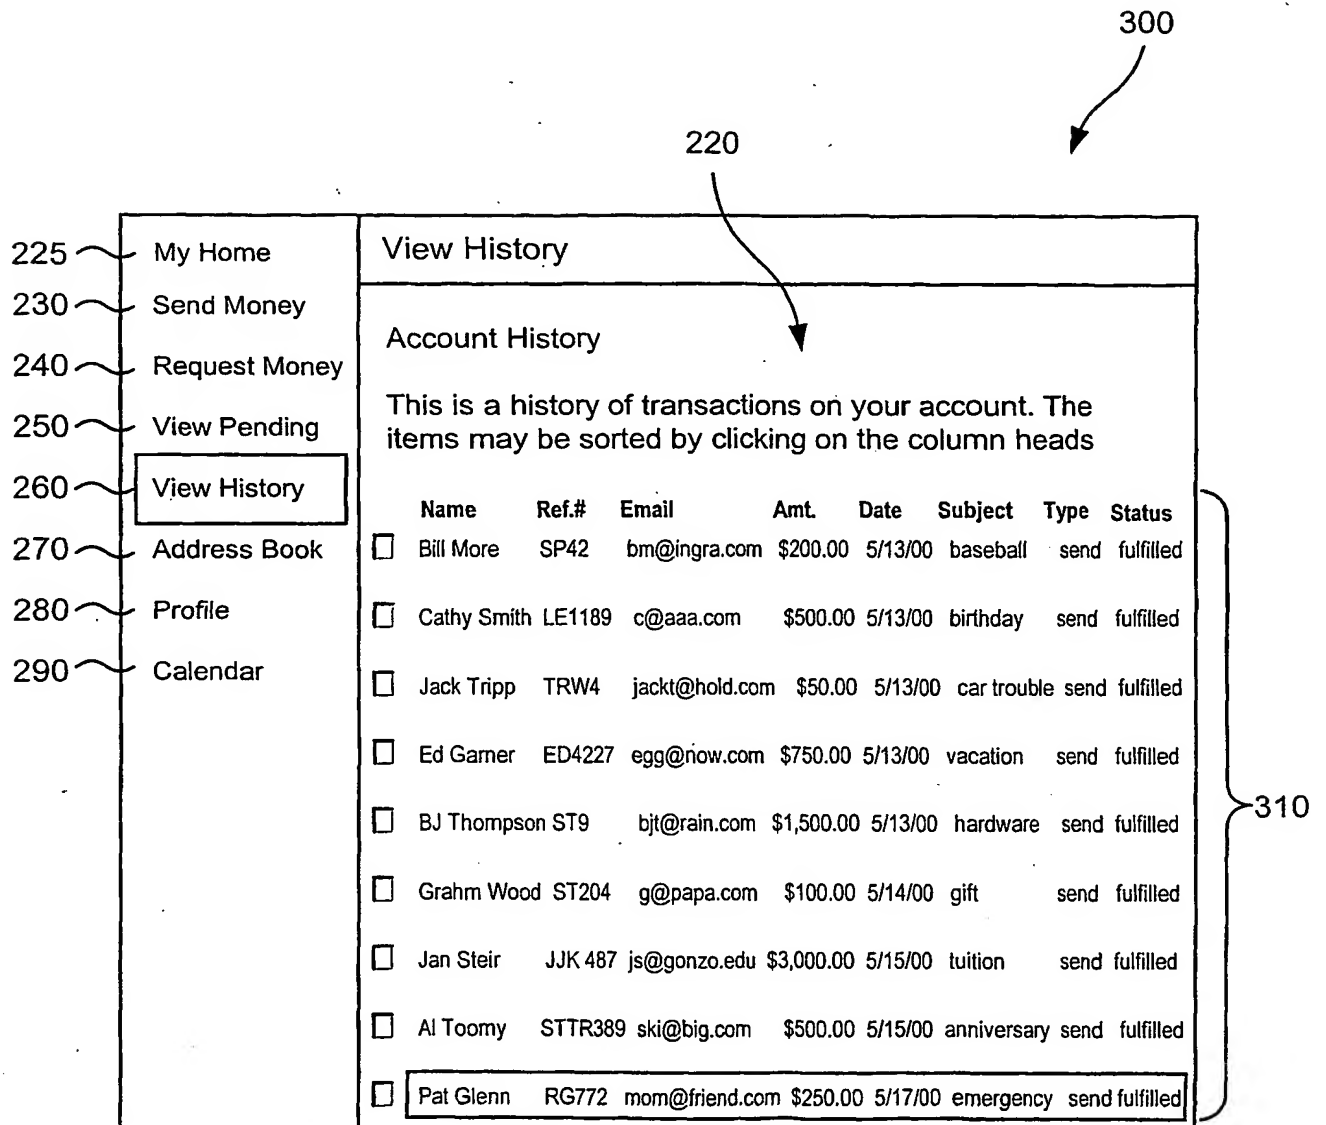 300
220
225 My Home
230 Send Money
240 Request Money
250 View Pending
260 View History
270 Address Book
280 Profile
290 Calendar
View History
Account History
This is a history of transactions on your account. The
items may be sorted by clicking on the column heads
Name Ref.# Email Amt. Date Subject Type Status
Bill More SP42 bm@ingra.com $200.00 5/13/00 baseball send fulfilled
Cathy Smith LE1189 c@aaa.com $500.00 5/13/00 birthday send fulfilled
Jack Tripp TRW4 jackt@hold.com $50.00 5/13/00 car trouble send fulfilled
Ed Garner ED4227 egg@now.com $750.00 5/13/00 vacation send fulfilled
BJ Thompson ST9 bjt@rain.com $1,500.00 5/13/00 hardware send fulfilled
Grahm Wood ST204 g@papa.com $100.00 5/14/00 gift send fulfilled
Jan Steir JJK 487 js@gonzo.edu $3,000.00 5/15/00 tuition send fulfilled
Al Toomy STTR389 ski@big.com $500.00 5/15/00 anniversary send fulfilled
Pat Glenn RG772 mom@friend.com $250.00 5/17/00 emergency send fulfilled
310